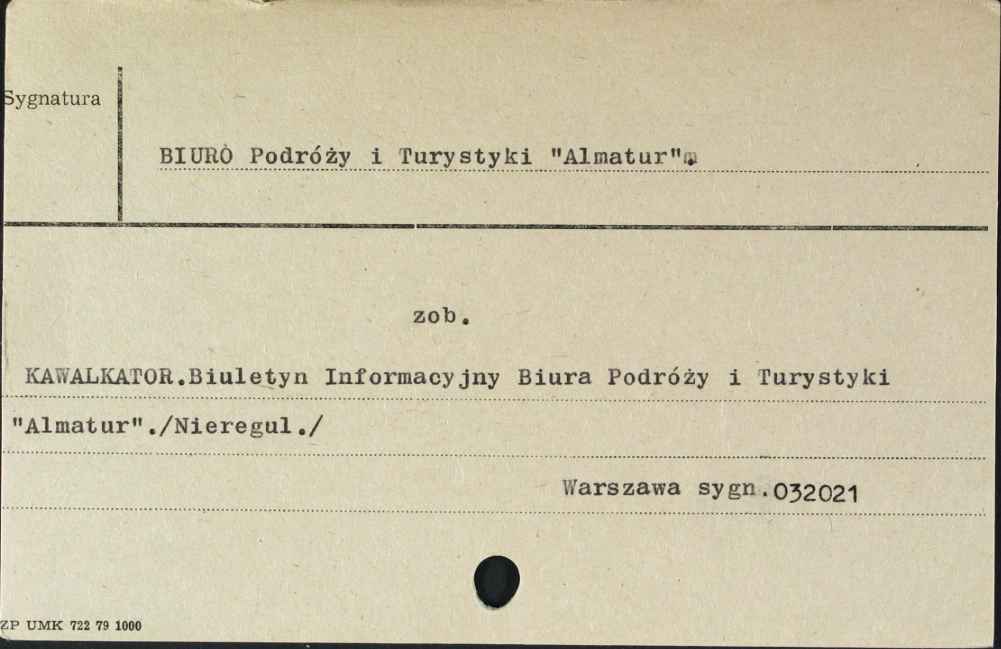 Sygnatura
BIURO Podróży i Turystyki "Almatur".
zob.
KAWALKATOR.Biuletyn Informacyjny Biura Podróży i Turystyki
"Almatur"./Nieregul./
Warszawa sygn.032021
ZP UMK 722 79 1000